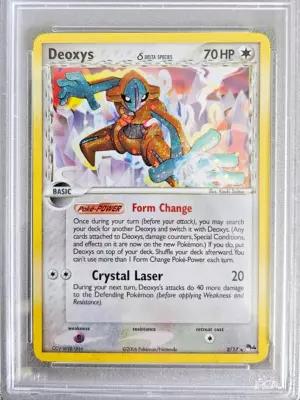 Deoxys δ DELTA SPECIES 70 HP
BASIC
Poké-POWER Form Change
Once during your turn (before your attack), you may search
your deck for another Deoxys and switch it with Deoxys. (Any
cards attached to Deoxys, damage counters, Special Conditions,
and effects on it are now on the new Pokémon.) If you do, put
Deoxys on top of your deck. Shuffle your deck afterward. You
can't use more than 1 Form Change Poké-Power each turn.
Crystal Laser 20
During your next turn, Deoxys's attacks do 40 more damage
to the Defending Pokémon (before applying Weakness and
Resistance).
weakness resistance retreat cost
©2006 Pokémon/Nintendo 2/17